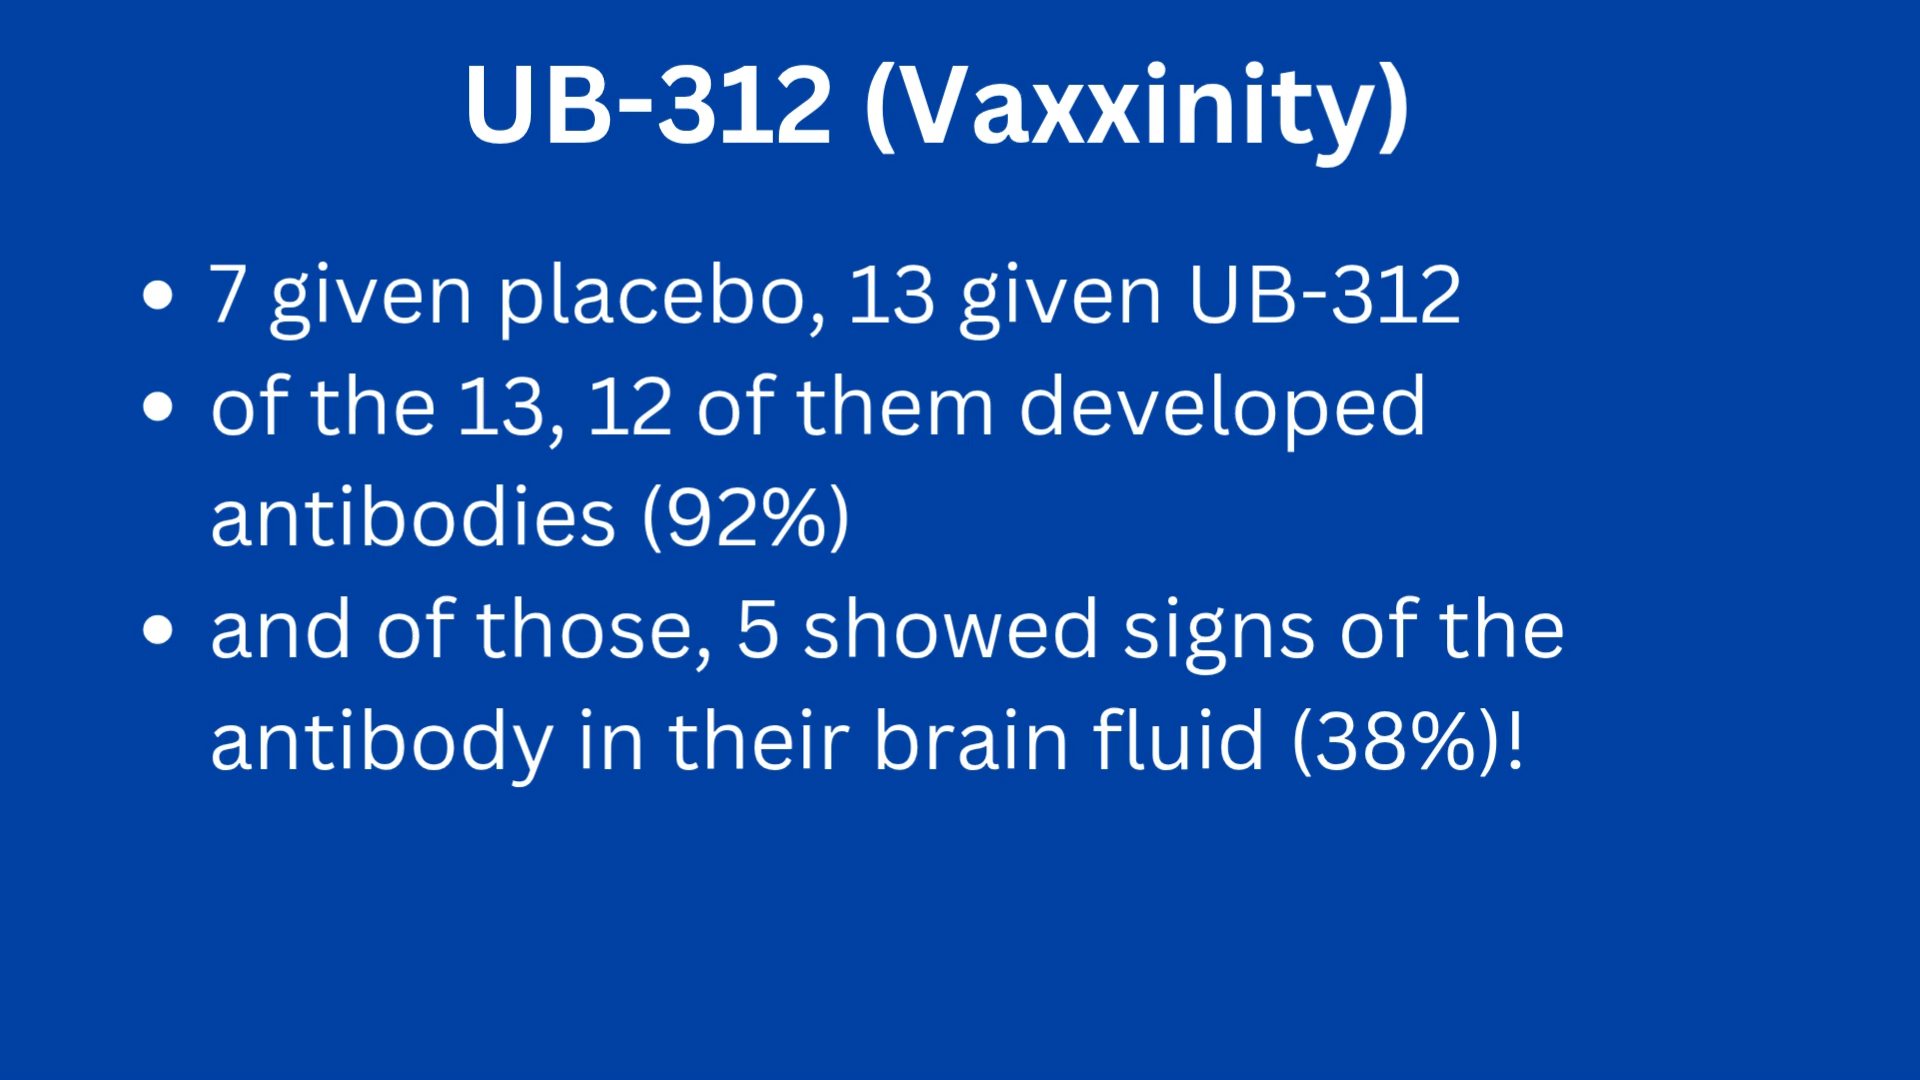 UB-312 (Vaxxinity)
• 7 given placebo, 13 given UB-312
• of the 13, 12 of them developed
antibodies (92%)
• and of those, 5 showed signs of the
antibody in their brain fluid (38%)!